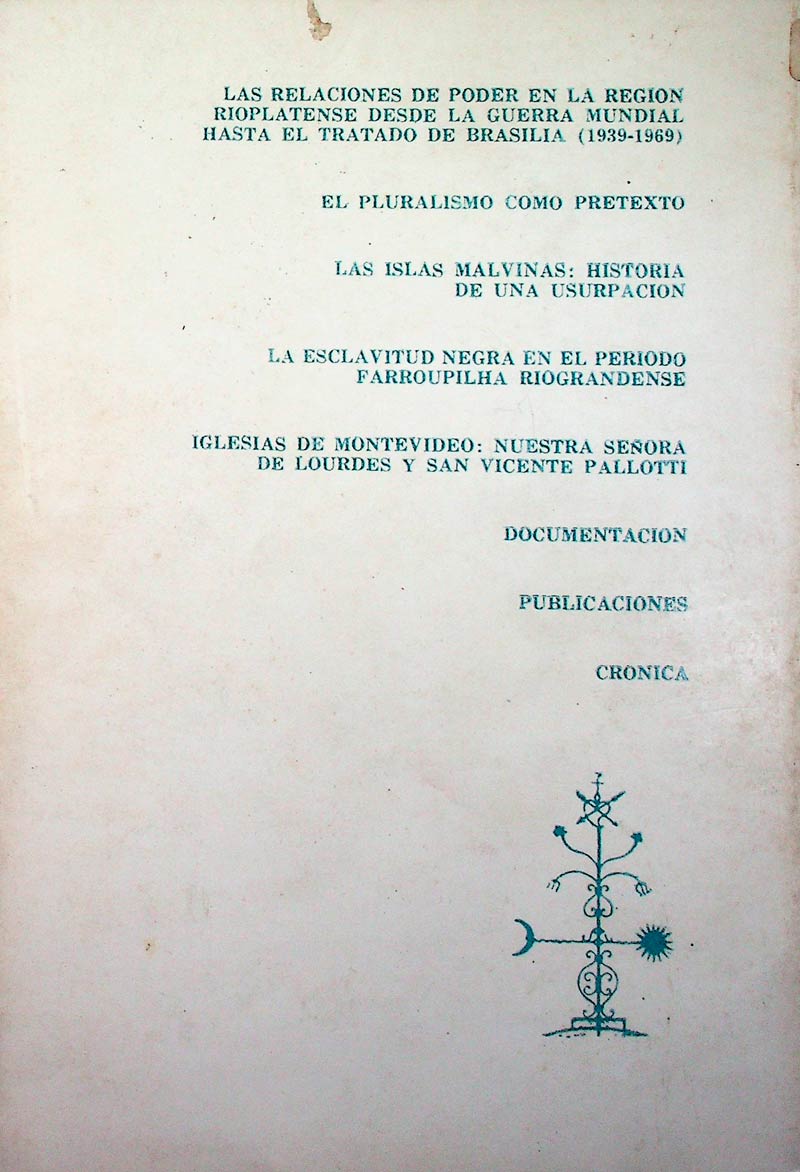 LAS RELACIONES DE PODER EN LA REGION
RIOPLATENSE DESDE LA GUERRA MUNDIAL
HASTA EL TRATADO DE BRASILIA (1939-1969)
EL PLURALISMO COMO PRETEXTO
LAS ISLAS MALVINAS: HISTORIA
DE UNA USURPACION
LA ESCLAVITUD NEGRA EN EL PERIODO
FARROUPILHA RIOGRANDENSE
IGLESIAS DE MONTEVIDEO: NUESTRA SEÑORA
DE LOURDES Y SAN VICENTE PALLOTTI
DOCUMENTACION
PUBLICACIONES
CRONICA